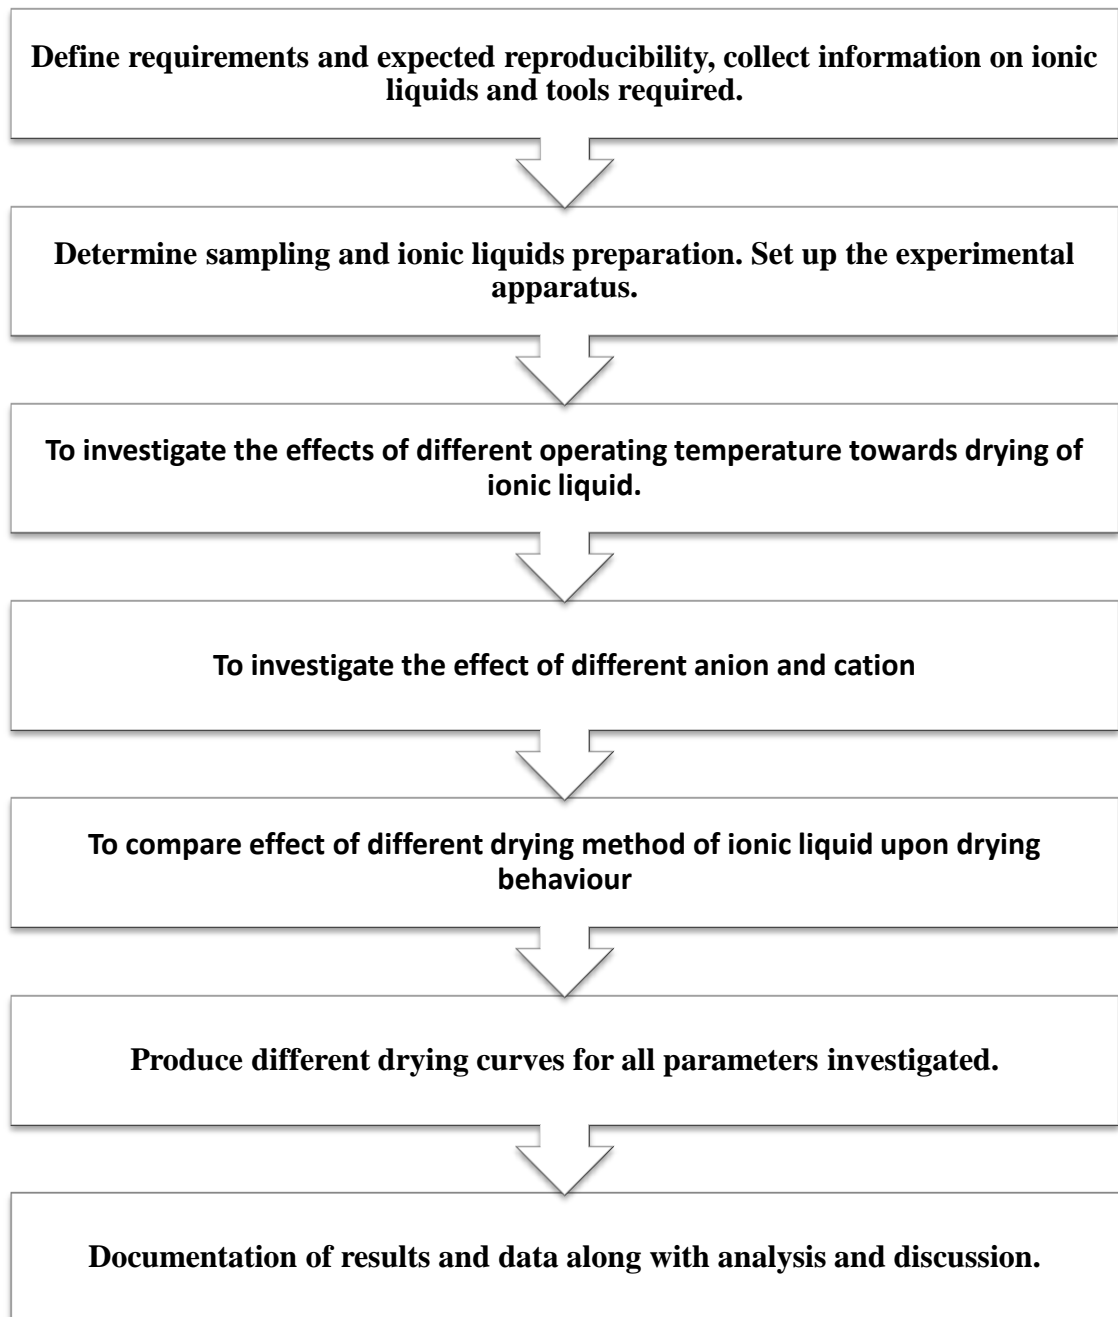 Define requirements and expected reproducibility, collect information on ionic
liquids and tools required.
Determine sampling and ionic liquids preparation. Set up the experimental
apparatus.
To investigate the effects of different operating temperature towards drying of
ionic liquid.
To investigate the effect of different anion and cation
To compare effect of different drying method of ionic liquid upon drying
behaviour
Produce different drying curves for all parameters investigated.
Documentation of results and data along with analysis and discussion.